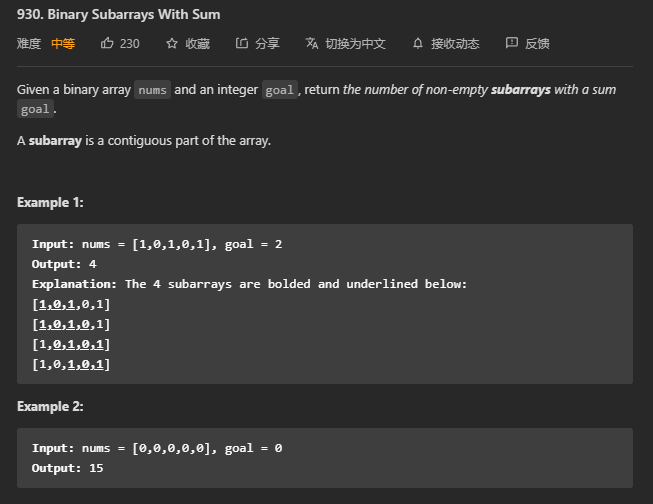 930. Binary Subarrays With Sum
难度 中等 230 收藏 分享 切换为中文 接收动态 反馈
Given a binary array nums and an integer goal, return the number of non-empty subarrays with a sum
goal.
A subarray is a contiguous part of the array.
Example 1:
Input: nums = [1,0,1,0,1], goal = 2
Output: 4
Explanation: The 4 subarrays are bolded and underlined below:
[1,0,1,0,1]
[1,0,1,0,1]
[1,0,1,0,1]
[1,0,1,0,1]
Example 2:
Input: nums = [0,0,0,0,0], goal = 0
Output: 15